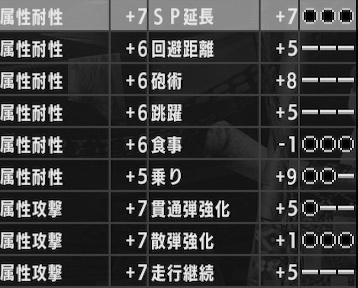 属性耐性 +7 SP延長 +7 ○○○
属性耐性 +6 回避距離 +5 ━━━
属性耐性 +6 砲術 +8 ━━━
属性耐性 +6 跳躍 +5 ━━━
属性耐性 +6 食事 -1 ○○○
属性耐性 +5 乗り +9 ○○━
属性攻撃 +7 貫通弾強化 +5 ○━━
属性攻撃 +7 散弾強化 +1 ○○○
属性攻撃 +7 走行継続 +5 ━━━